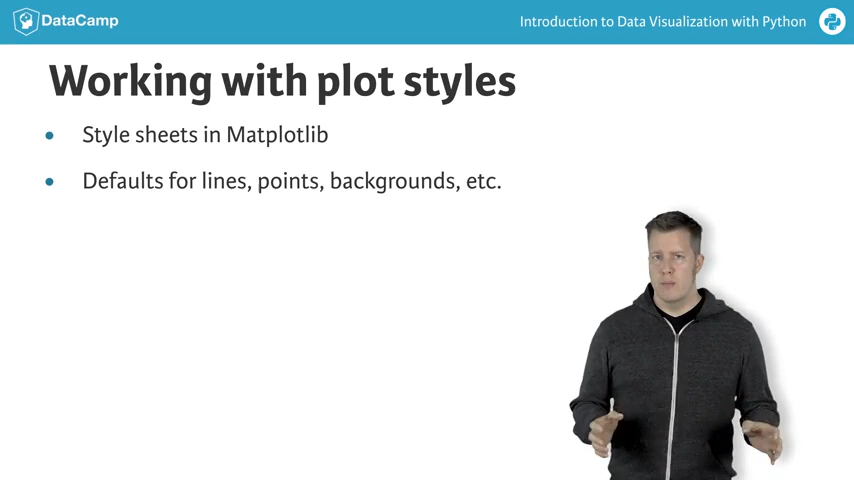 DataCamp
Introduction to Data Visualization with Python
Working with plot styles
• Style sheets in Matplotlib
• Defaults for lines, points, backgrounds, etc.